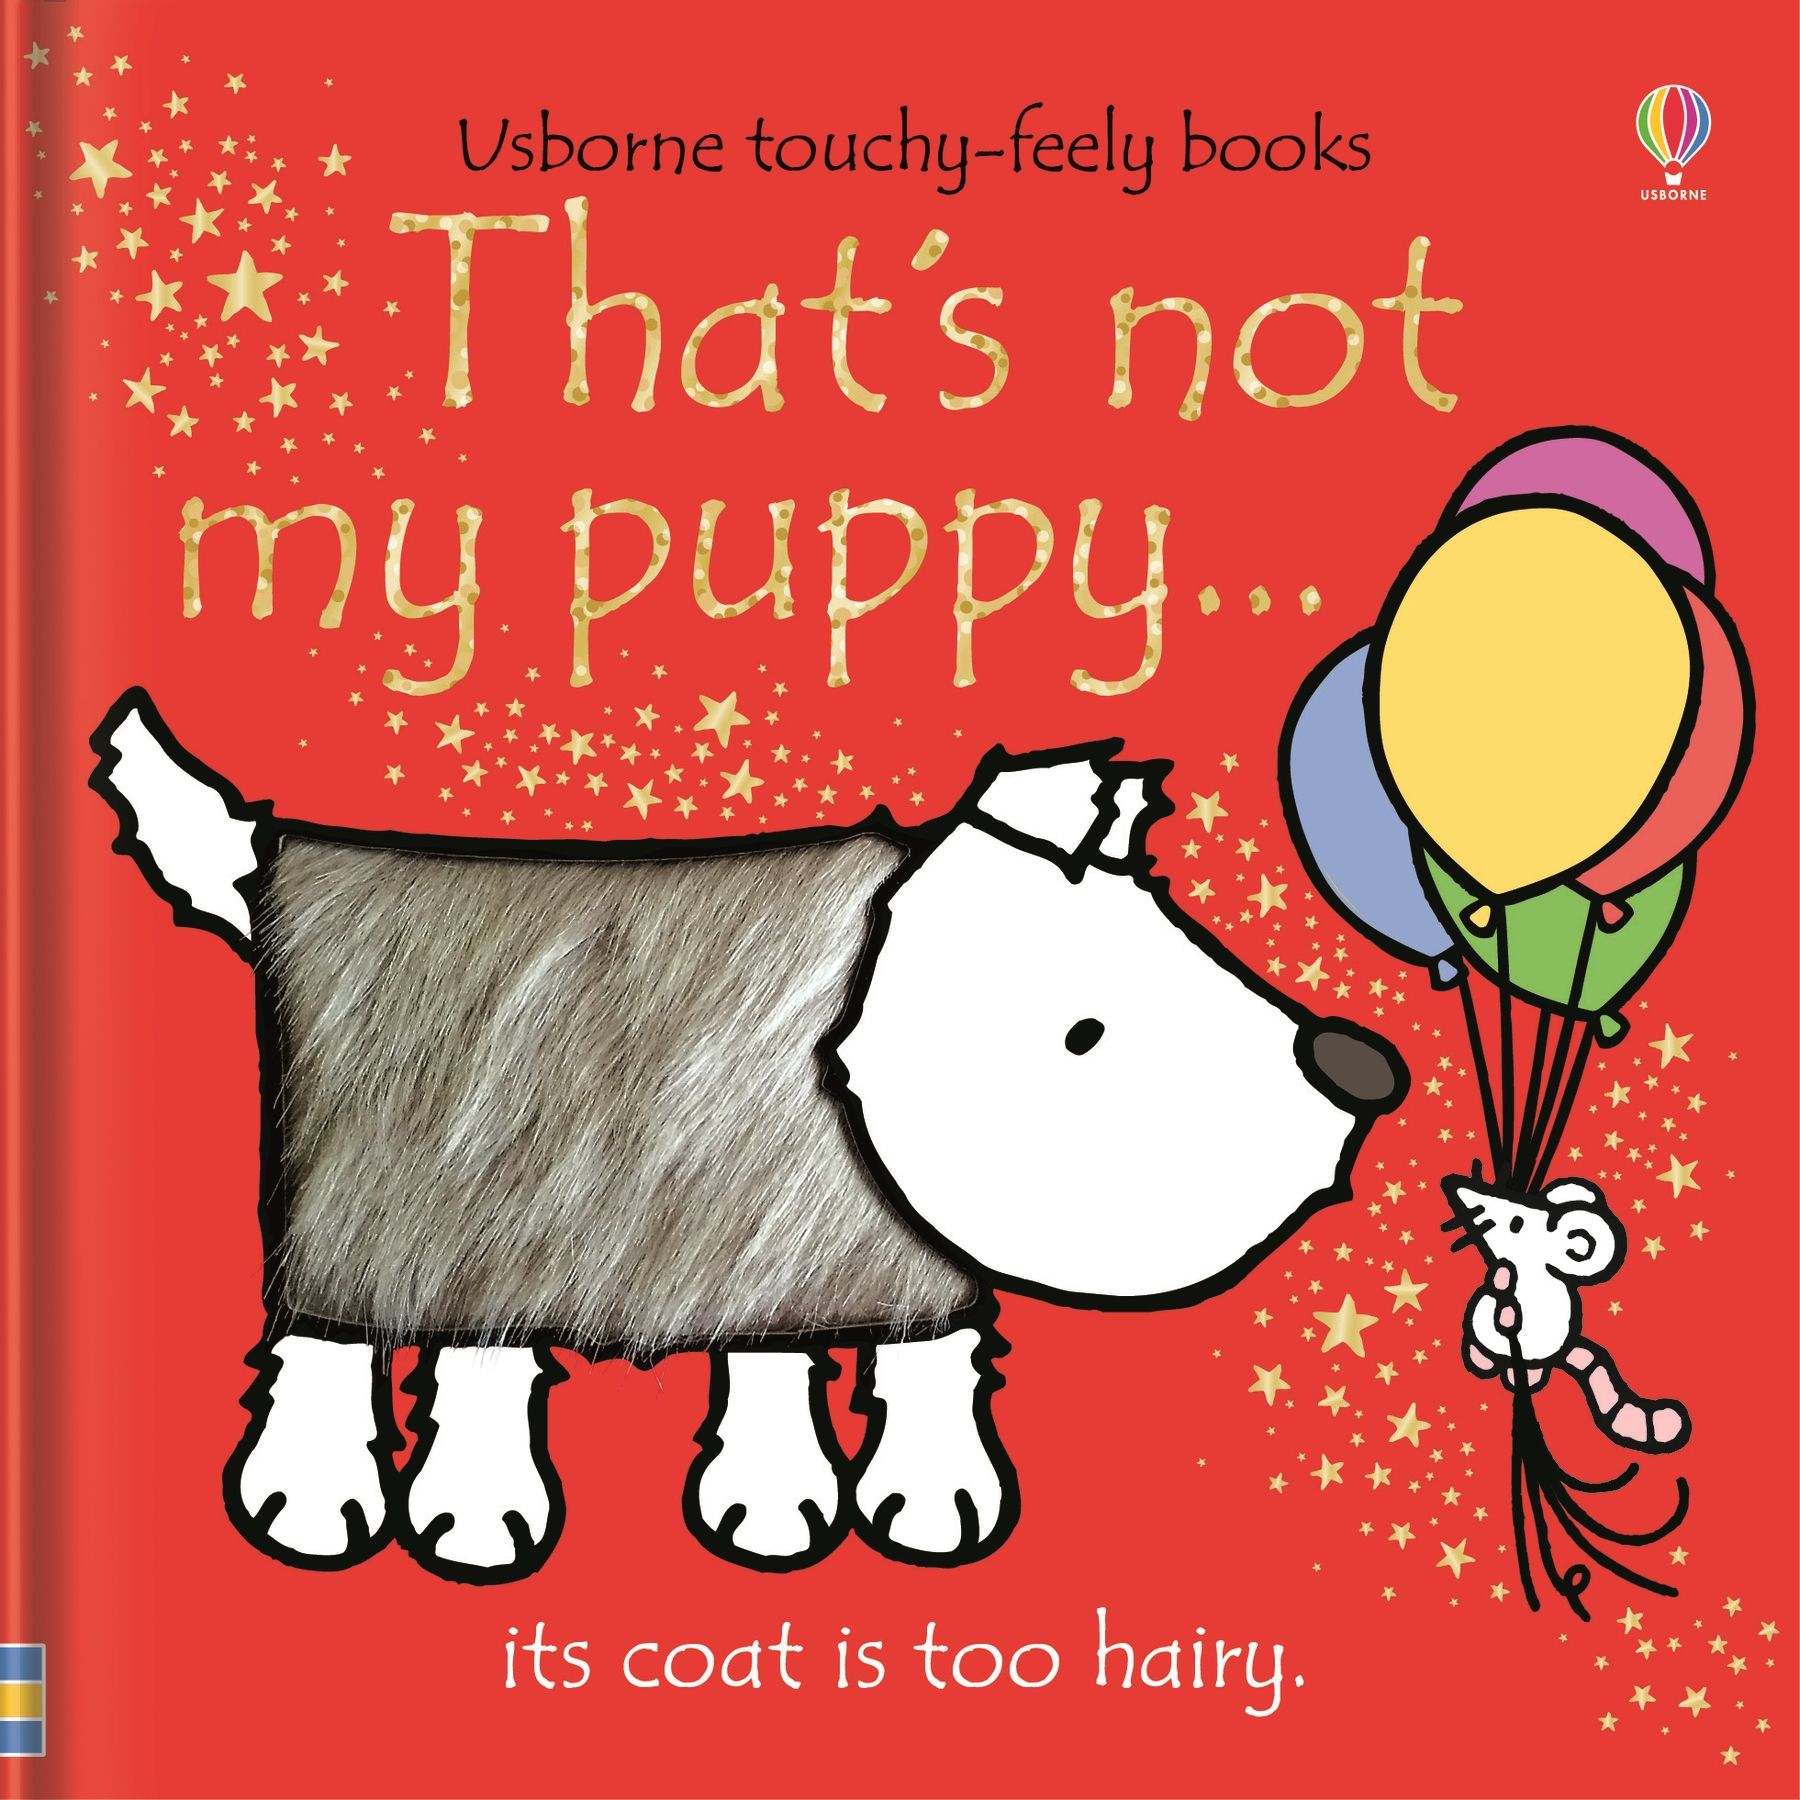 Usborne touchy-feely books
USBORNE
That's not
my puppy...
its coat is too hairy.